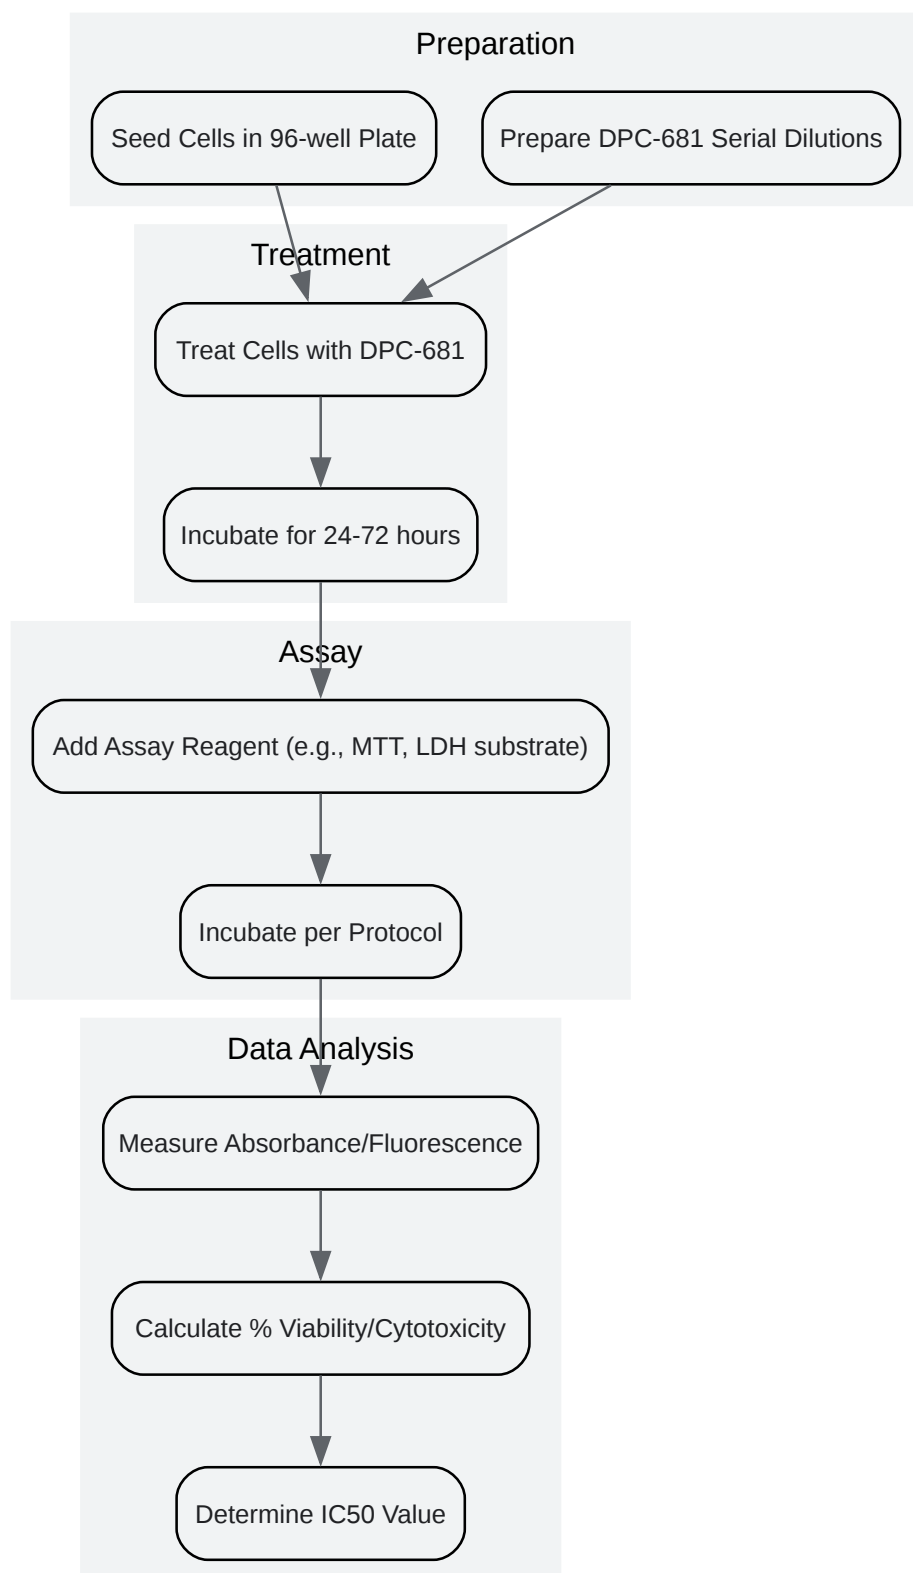 Preparation
Seed Cells in 96-well Plate
Prepare DPC-681 Serial Dilutions
Treatment
Treat Cells with DPC-681
Incubate for 24-72 hours
Assay
Add Assay Reagent (e.g., MTT, LDH substrate)
Incubate per Protocol
Data Analysis
Measure Absorbance/Fluorescence
Calculate % Viability/Cytotoxicity
Determine IC50 Value